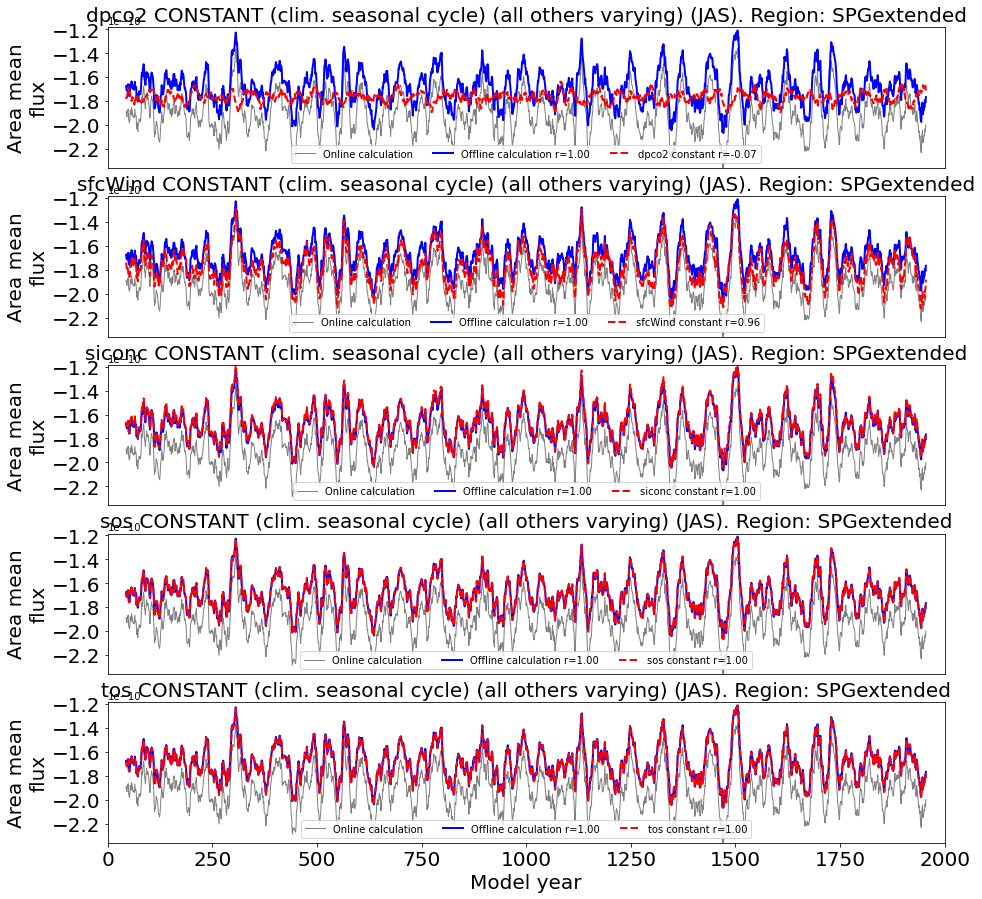 dpco2 CONSTANT (clim. seasonal cycle) (all others varying) (JAS). Region: SPGextended
1e−10
−1.2
−1.4
−1.6
−1.8
−2.0
−2.2
Area mean
flux
Online calculation Offline calculation r=1.00 dpco2 constant r=-0.07
sfcWind CONSTANT (clim. seasonal cycle) (all others varying) (JAS). Region: SPGextended
1e−10
−1.2
−1.4
−1.6
−1.8
−2.0
−2.2
Area mean
flux
Online calculation Offline calculation r=1.00 sfcWind constant r=0.96
siconc CONSTANT (clim. seasonal cycle) (all others varying) (JAS). Region: SPGextended
1e−10
−1.2
−1.4
−1.6
−1.8
−2.0
−2.2
Area mean
flux
Online calculation Offline calculation r=1.00 siconc constant r=1.00
sos CONSTANT (clim. seasonal cycle) (all others varying) (JAS). Region: SPGextended
1e−10
−1.2
−1.4
−1.6
−1.8
−2.0
−2.2
Area mean
flux
Online calculation Offline calculation r=1.00 sos constant r=1.00
tos CONSTANT (clim. seasonal cycle) (all others varying) (JAS). Region: SPGextended
1e−10
−1.2
−1.4
−1.6
−1.8
−2.0
−2.2
Area mean
flux
Online calculation Offline calculation r=1.00 tos constant r=1.00
0 250 500 750 1000 1250 1500 1750 2000
Model year